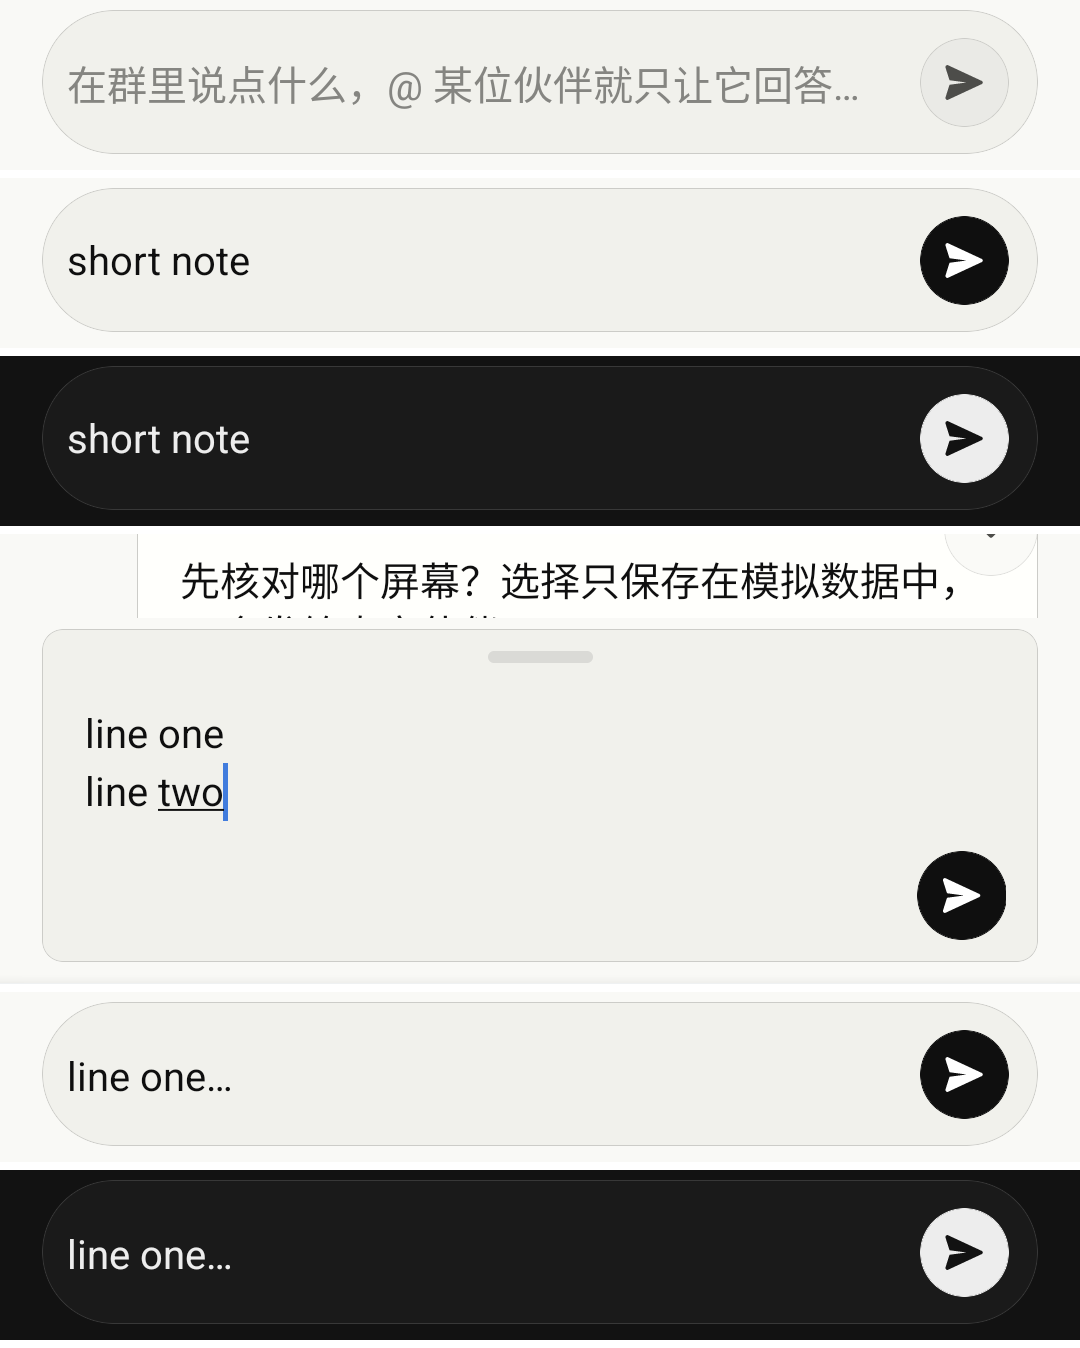 在群里说点什么，@ 某位伙伴就只让它回答...
short note
short note
先核对哪个屏幕？选择只保存在模拟数据中，
line one
line two
line one...
line one...